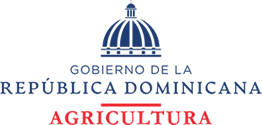 GOBIERNO DE LA
REPÚBLICA DOMINICANA
AGRICULTURA